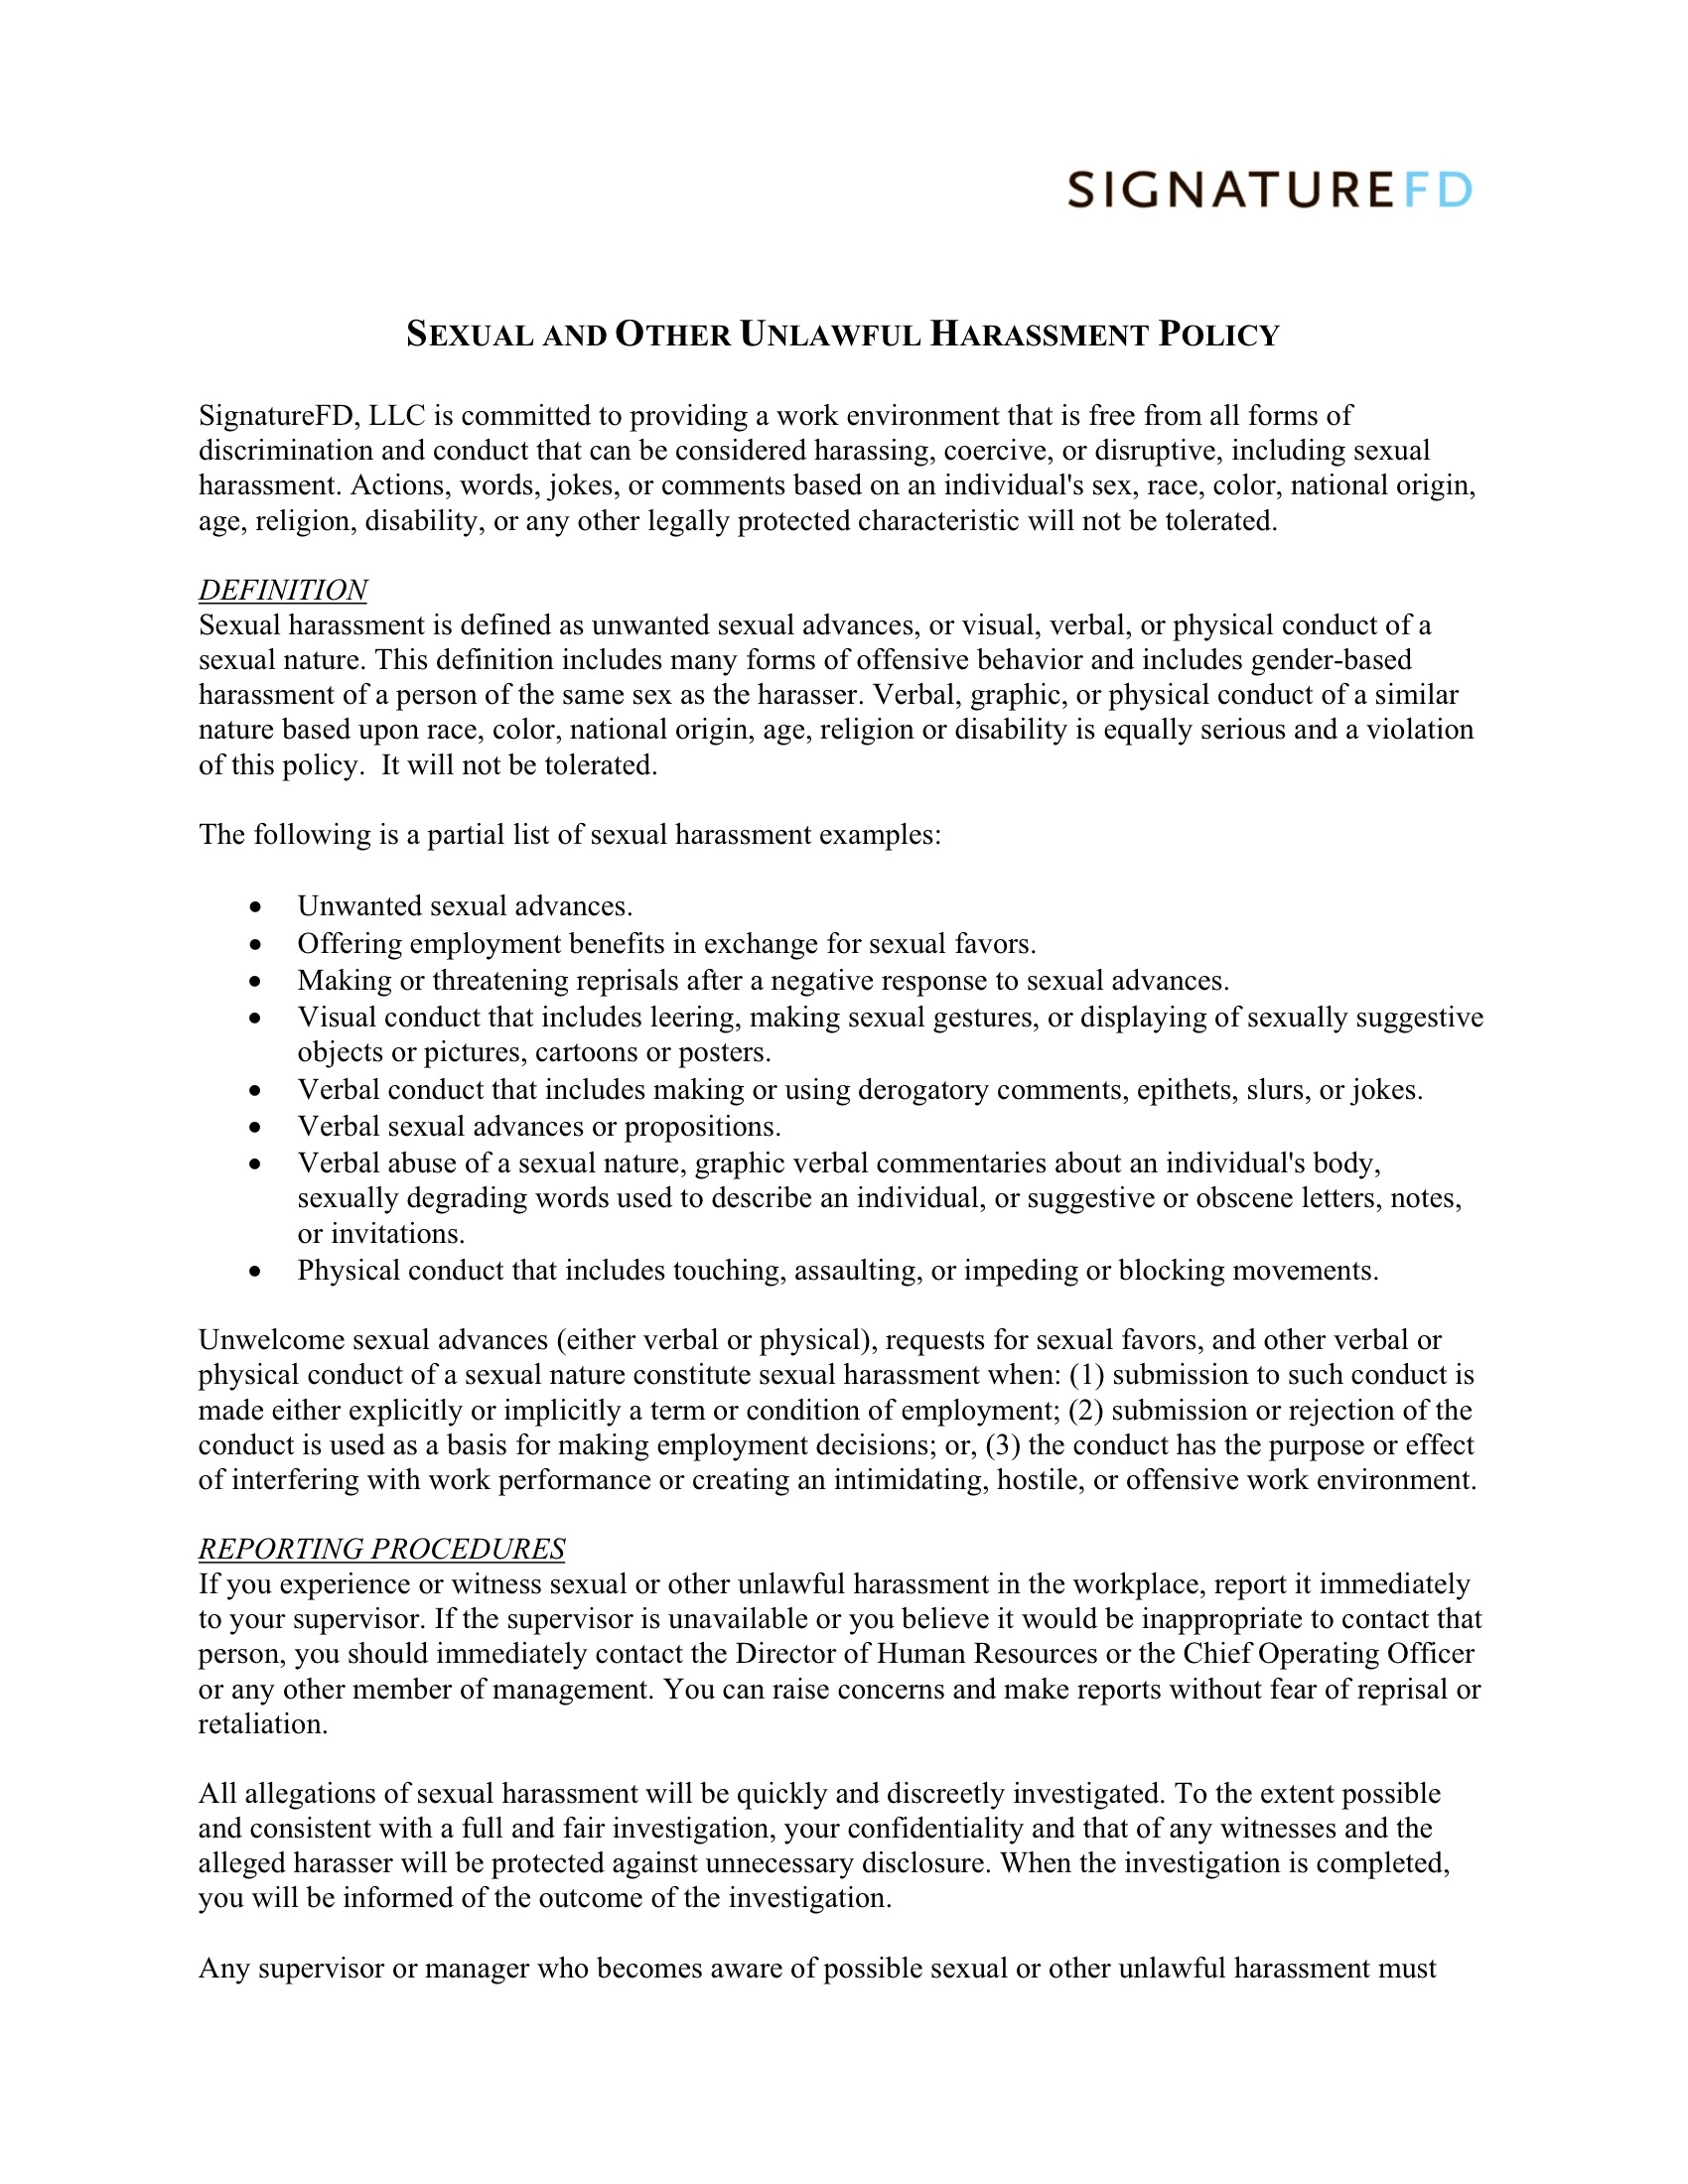 SIGNATUREFD
SEXUAL AND OTHER UNLAWFUL HARASSMENT POLICY
SignatureFD, LLC is committed to providing a work environment that is free from all forms of
discrimination and conduct that can be considered harassing, coercive, or disruptive, including sexual
harassment. Actions, words, jokes, or comments based on an individual's sex, race, color, national origin,
age, religion, disability, or any other legally protected characteristic will not be tolerated.
DEFINITION
Sexual harassment is defined as unwanted sexual advances, or visual, verbal, or physical conduct of a
sexual nature. This definition includes many forms of offensive behavior and includes gender-based
harassment of a person of the same sex as the harasser. Verbal, graphic, or physical conduct of a similar
nature based upon race, color, national origin, age, religion or disability is equally serious and a violation
of this policy.  It will not be tolerated.
The following is a partial list of sexual harassment examples:
• Unwanted sexual advances.
• Offering employment benefits in exchange for sexual favors.
• Making or threatening reprisals after a negative response to sexual advances.
• Visual conduct that includes leering, making sexual gestures, or displaying of sexually suggestive
objects or pictures, cartoons or posters.
• Verbal conduct that includes making or using derogatory comments, epithets, slurs, or jokes.
• Verbal sexual advances or propositions.
• Verbal abuse of a sexual nature, graphic verbal commentaries about an individual's body,
sexually degrading words used to describe an individual, or suggestive or obscene letters, notes,
or invitations.
• Physical conduct that includes touching, assaulting, or impeding or blocking movements.
Unwelcome sexual advances (either verbal or physical), requests for sexual favors, and other verbal or
physical conduct of a sexual nature constitute sexual harassment when: (1) submission to such conduct is
made either explicitly or implicitly a term or condition of employment; (2) submission or rejection of the
conduct is used as a basis for making employment decisions; or, (3) the conduct has the purpose or effect
of interfering with work performance or creating an intimidating, hostile, or offensive work environment.
REPORTING PROCEDURES
If you experience or witness sexual or other unlawful harassment in the workplace, report it immediately
to your supervisor. If the supervisor is unavailable or you believe it would be inappropriate to contact that
person, you should immediately contact the Director of Human Resources or the Chief Operating Officer
or any other member of management. You can raise concerns and make reports without fear of reprisal or
retaliation.
All allegations of sexual harassment will be quickly and discreetly investigated. To the extent possible
and consistent with a full and fair investigation, your confidentiality and that of any witnesses and the
alleged harasser will be protected against unnecessary disclosure. When the investigation is completed,
you will be informed of the outcome of the investigation.
Any supervisor or manager who becomes aware of possible sexual or other unlawful harassment must